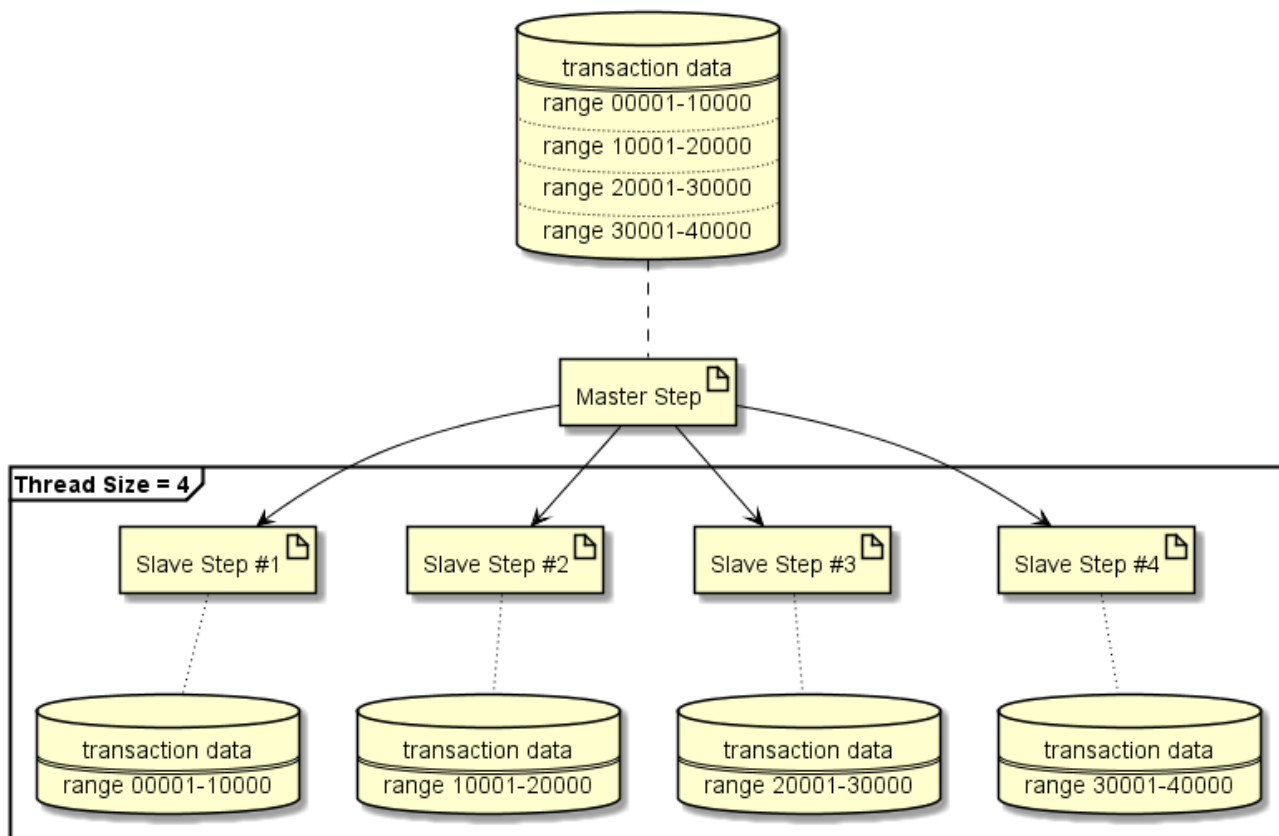 transaction data
range 00001-10000
range 10001-20000
range 20001-30000
range 30001-40000
Master Step
Thread Size = 4
Slave Step #1
Slave Step #2
Slave Step #3
Slave Step #4
transaction data
range 00001-10000
transaction data
range 10001-20000
transaction data
range 20001-30000
transaction data
range 30001-40000